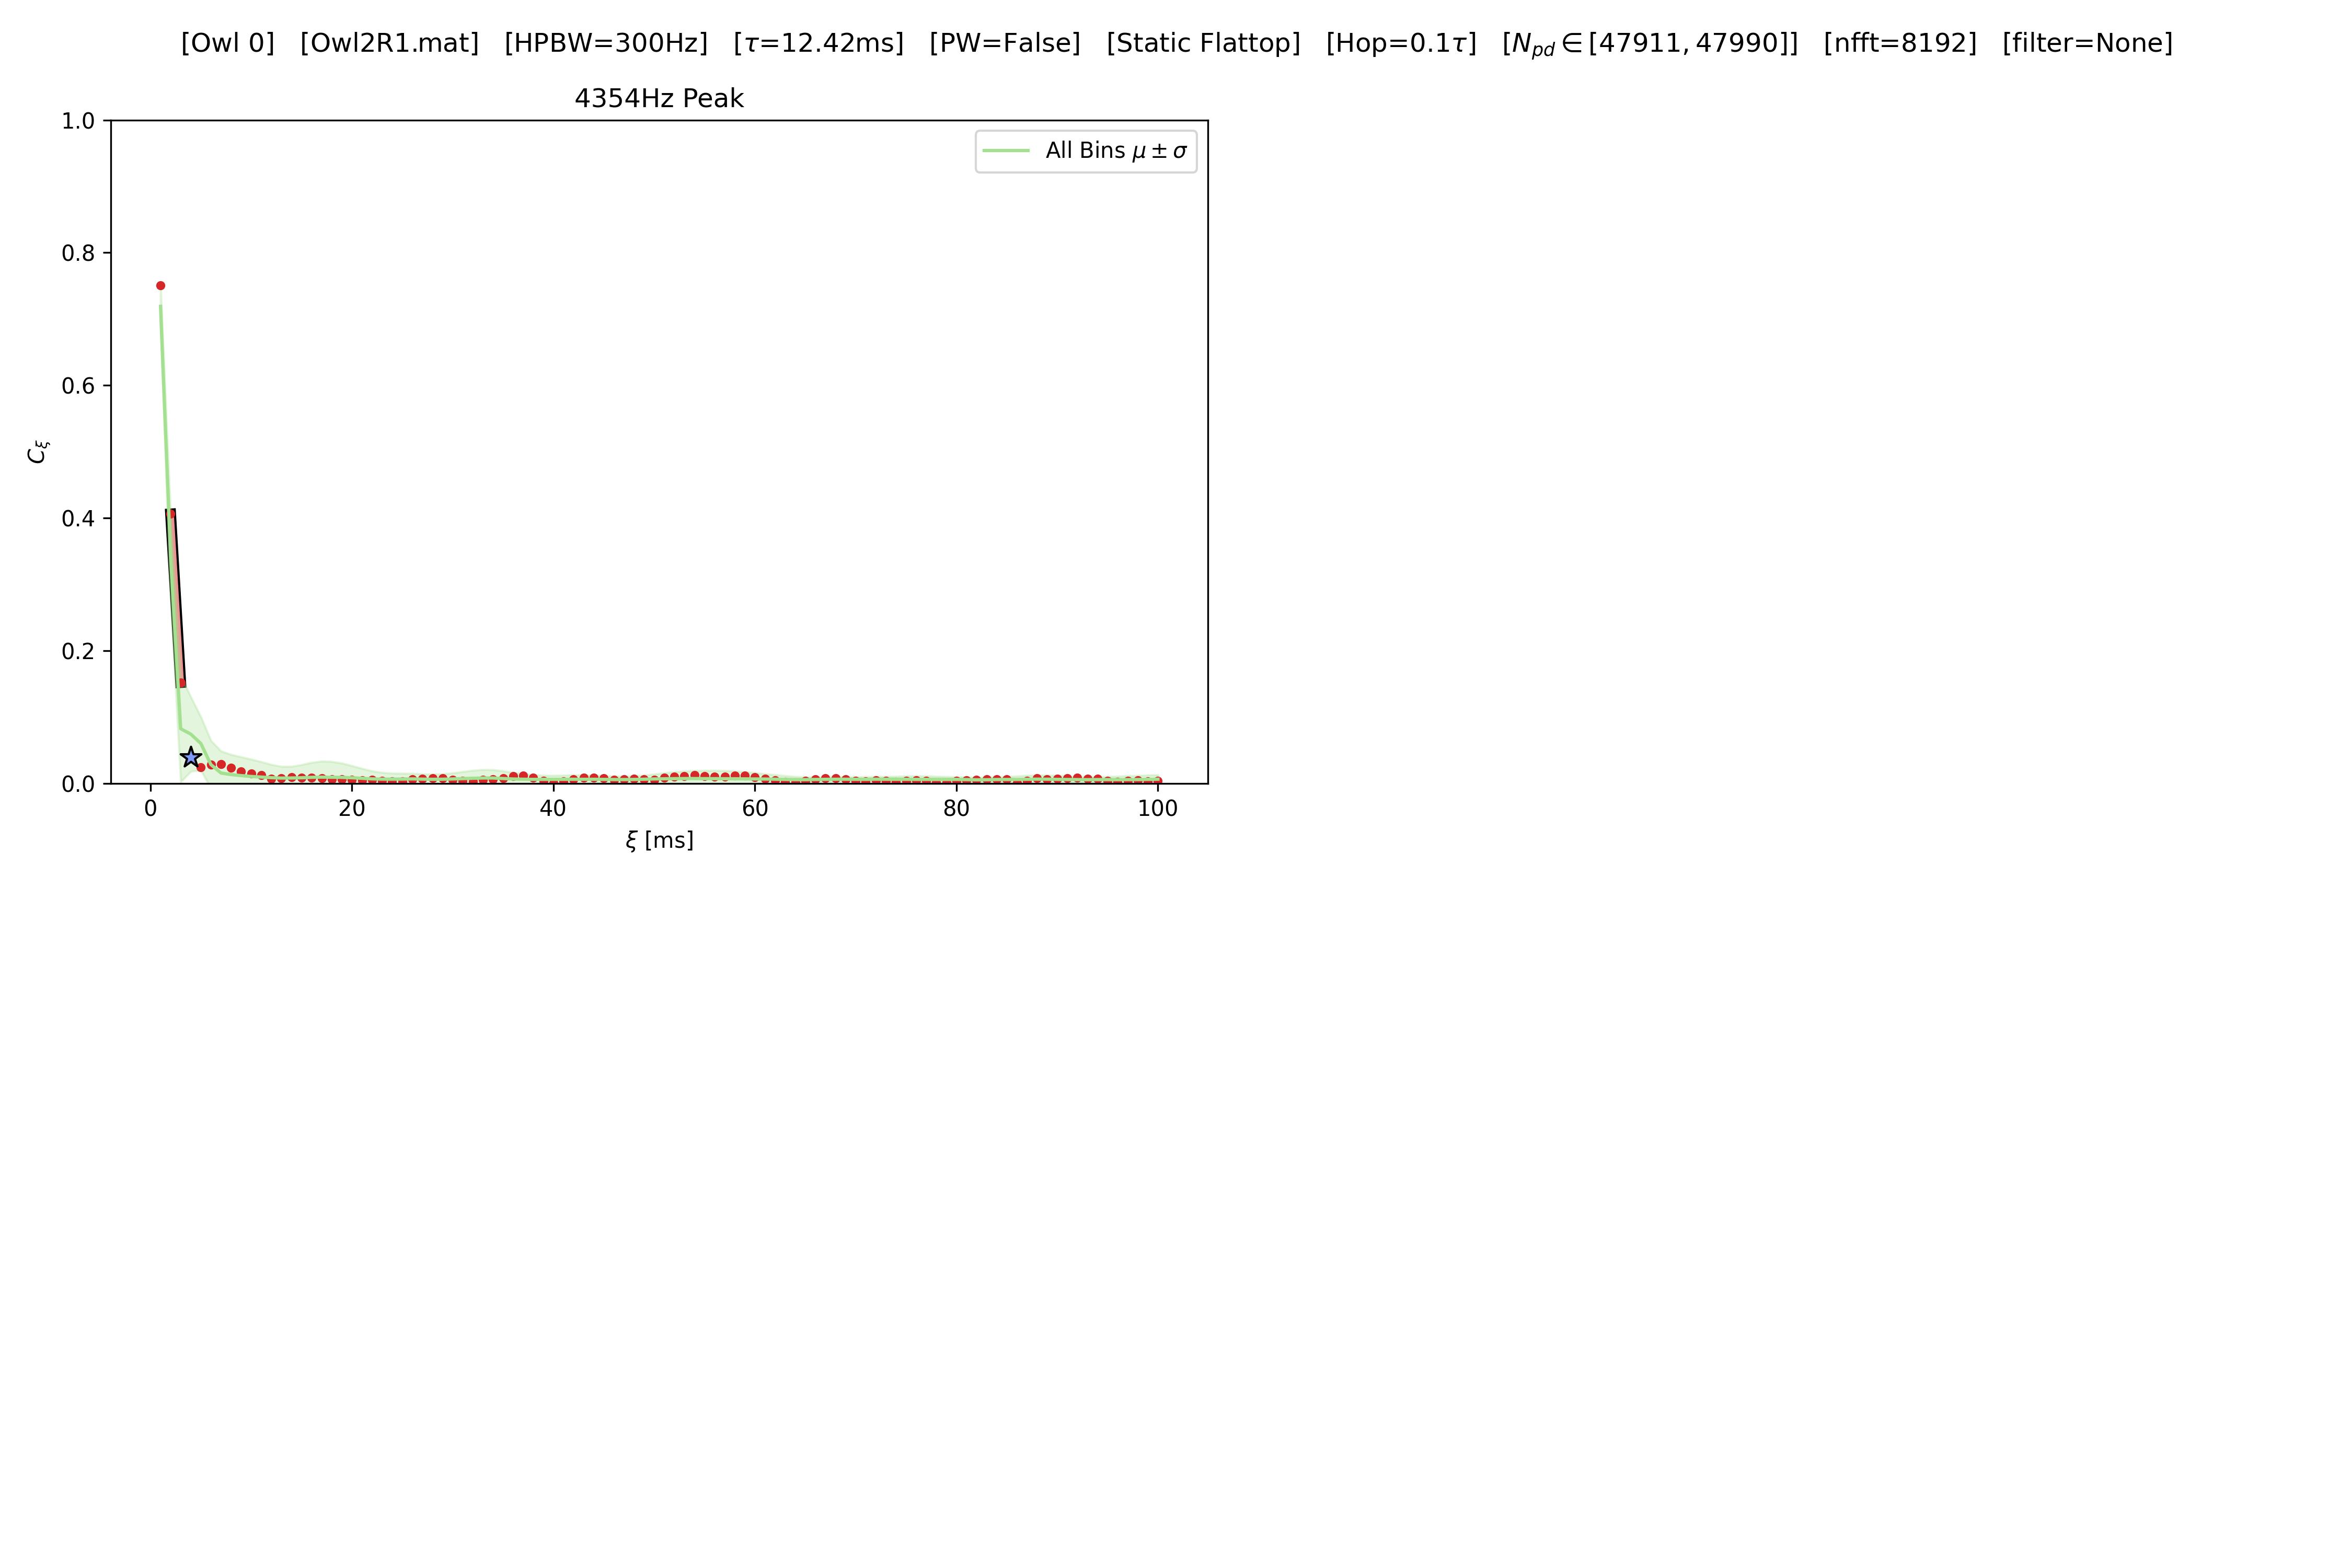 [Owl 0] [Owl2R1.mat] [HPBW=300Hz] [τ=12.42ms] [PW=False] [Static Flattop] [Hop=0.1τ] [N_pd ∈ [47911, 47990]] [nfft=8192] [filter=None]
4354Hz Peak
All Bins μ ± σ
1.0
0.8
0.6
0.4
0.2
0.0
C_ξ
0 20 40 60 80 100
ξ [ms]